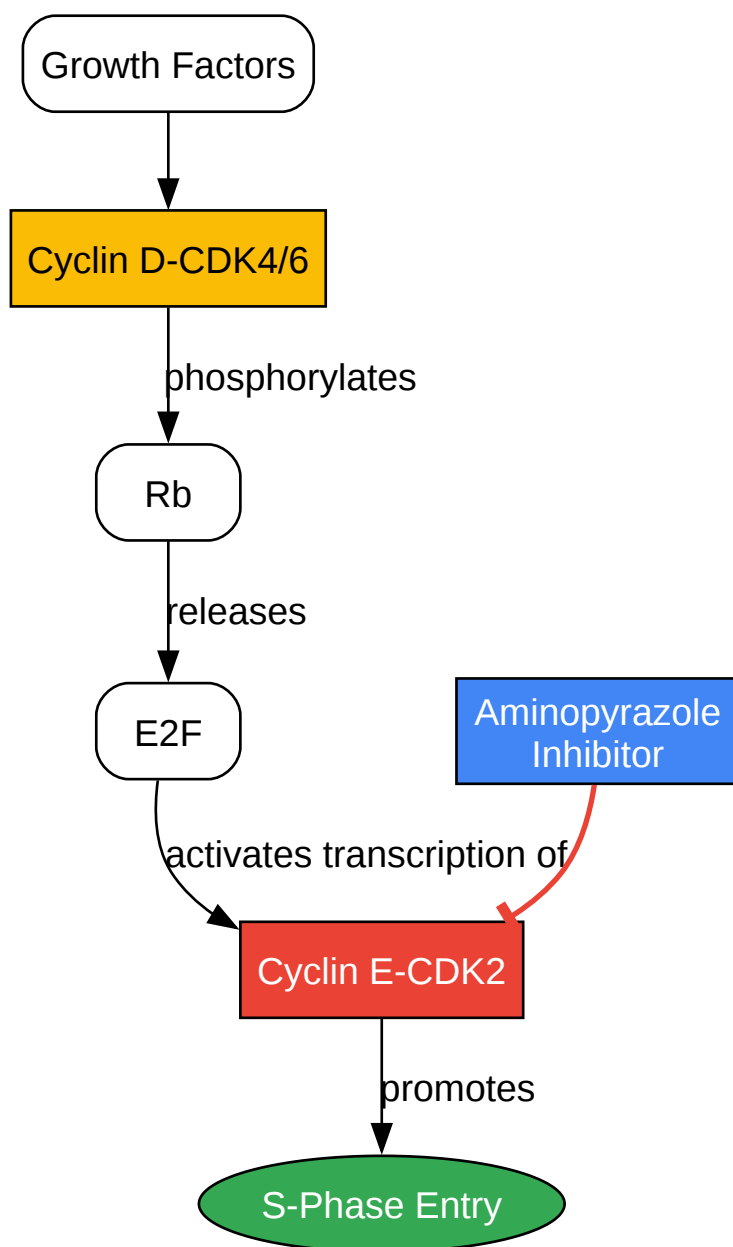 Growth Factors
Cyclin D-CDK4/6
phosphorylates
Rb
releases
E2F
Aminopyrazole
Inhibitor
activates transcription of
Cyclin E-CDK2
promotes
S-Phase Entry